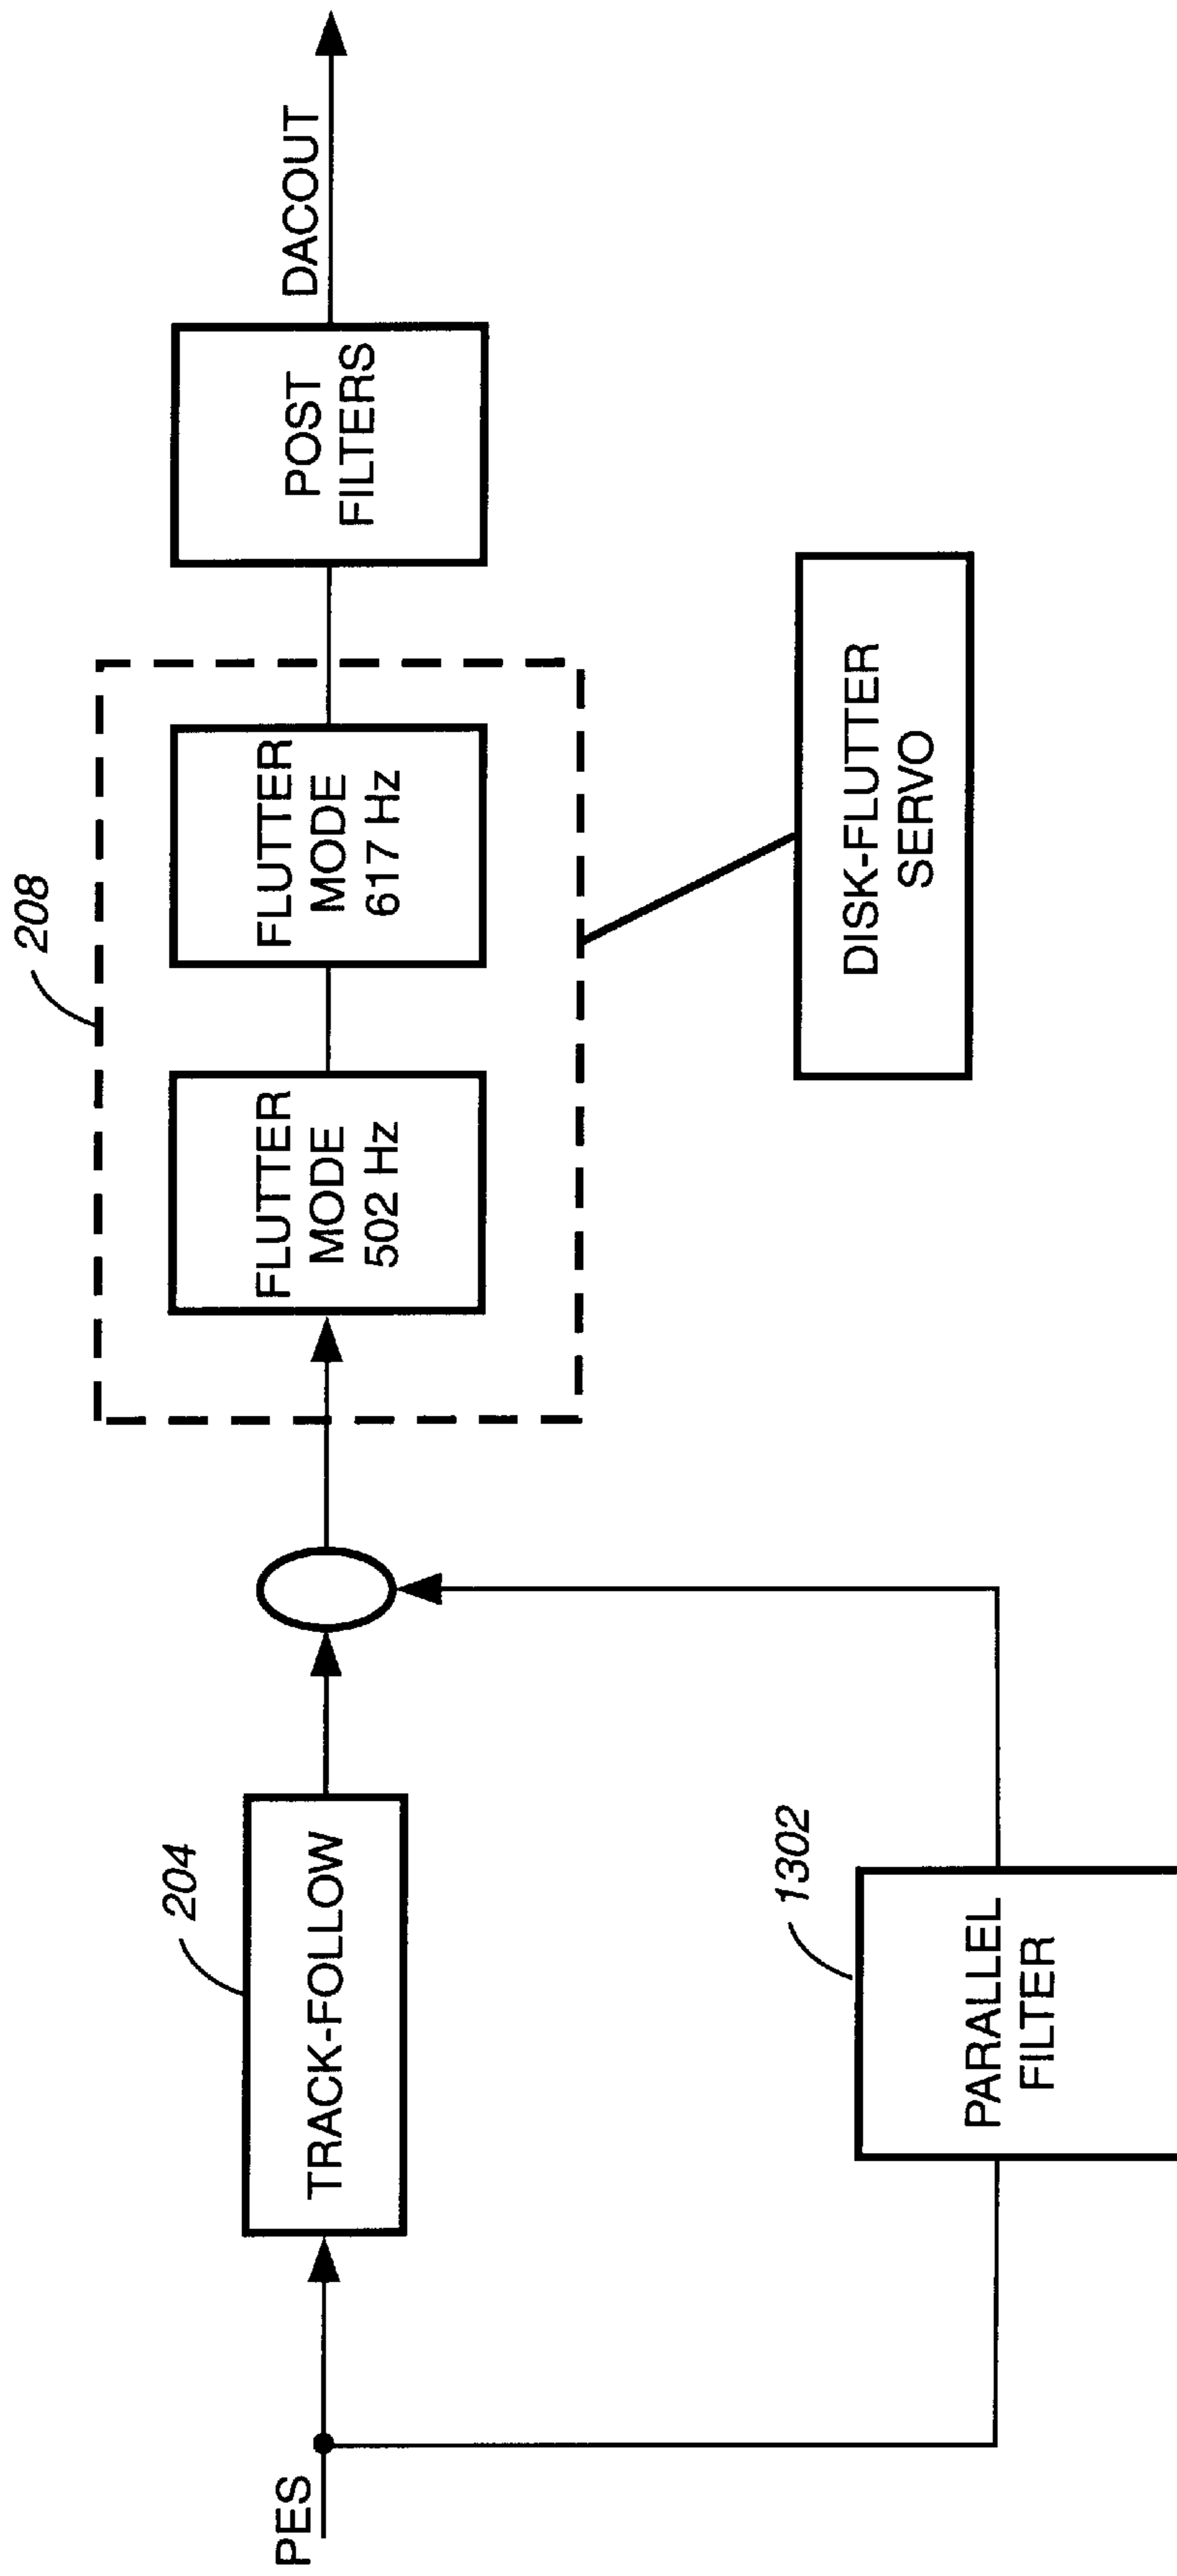 PES
204
TRACK-FOLLOW
1302
PARALLEL
FILTER
208
FLUTTER
MODE
502 Hz
FLUTTER
MODE
617 Hz
DISK-FLUTTER
SERVO
POST
FILTERS
DACOUT